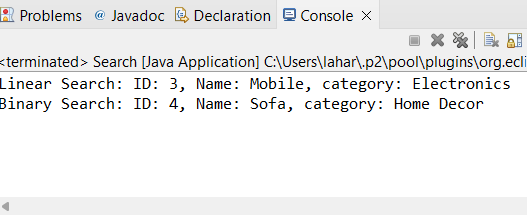 Problems @ Javadoc Declaration Console
<terminated> Search [Java Application] C:\Users\lahar\.p2\pool\plugins\org.ecli
Linear Search: ID: 3, Name: Mobile, category: Electronics
Binary Search: ID: 4, Name: Sofa, category: Home Decor